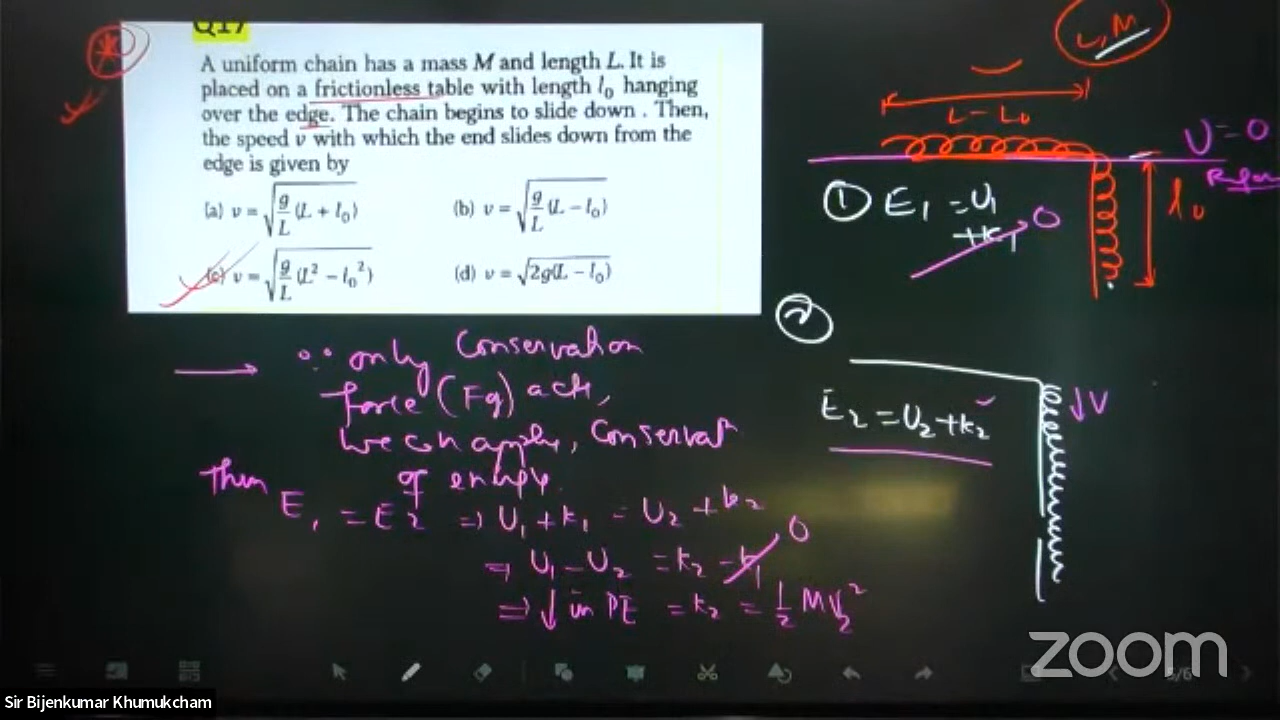 Q17
A uniform chain has a mass M and length L. It is
placed on a frictionless table with length l₀ hanging
over the edge. The chain begins to slide down . Then,
the speed v with which the end slides down from the
edge is given by
(a) v = √(g/L (L + l₀))
(b) v = √(g/L (L − l₀))
(c) v = √(g/L (L² − l₀²))
(d) v = √2g(L − l₀)
L, M
L − L₀
U = 0
l₀
① E₁ = U₁
+K₁ 0
②
E₂ = U₂ + K₂
↓V
→ ∵ only Conservation
force (Fg) act,
we can apply, Conservat
of
Then E₁ = E₂ ⇒ U₁ + K₁ = U₂ + K₂
⇒ U₁ − U₂ = K₂ − K₁ 0
⇒ ↓ in PE = K₂ = 1/2 MV₂²
zoom
5/6
Sir Bijenkumar Khumukcham